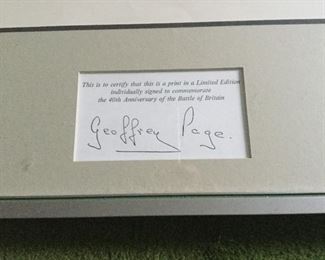 This is to certify that this is a print in a Limited Edition
individually signed to commemorate
the 40th Anniversary of the Battle of Britain
Geoffrey Page.